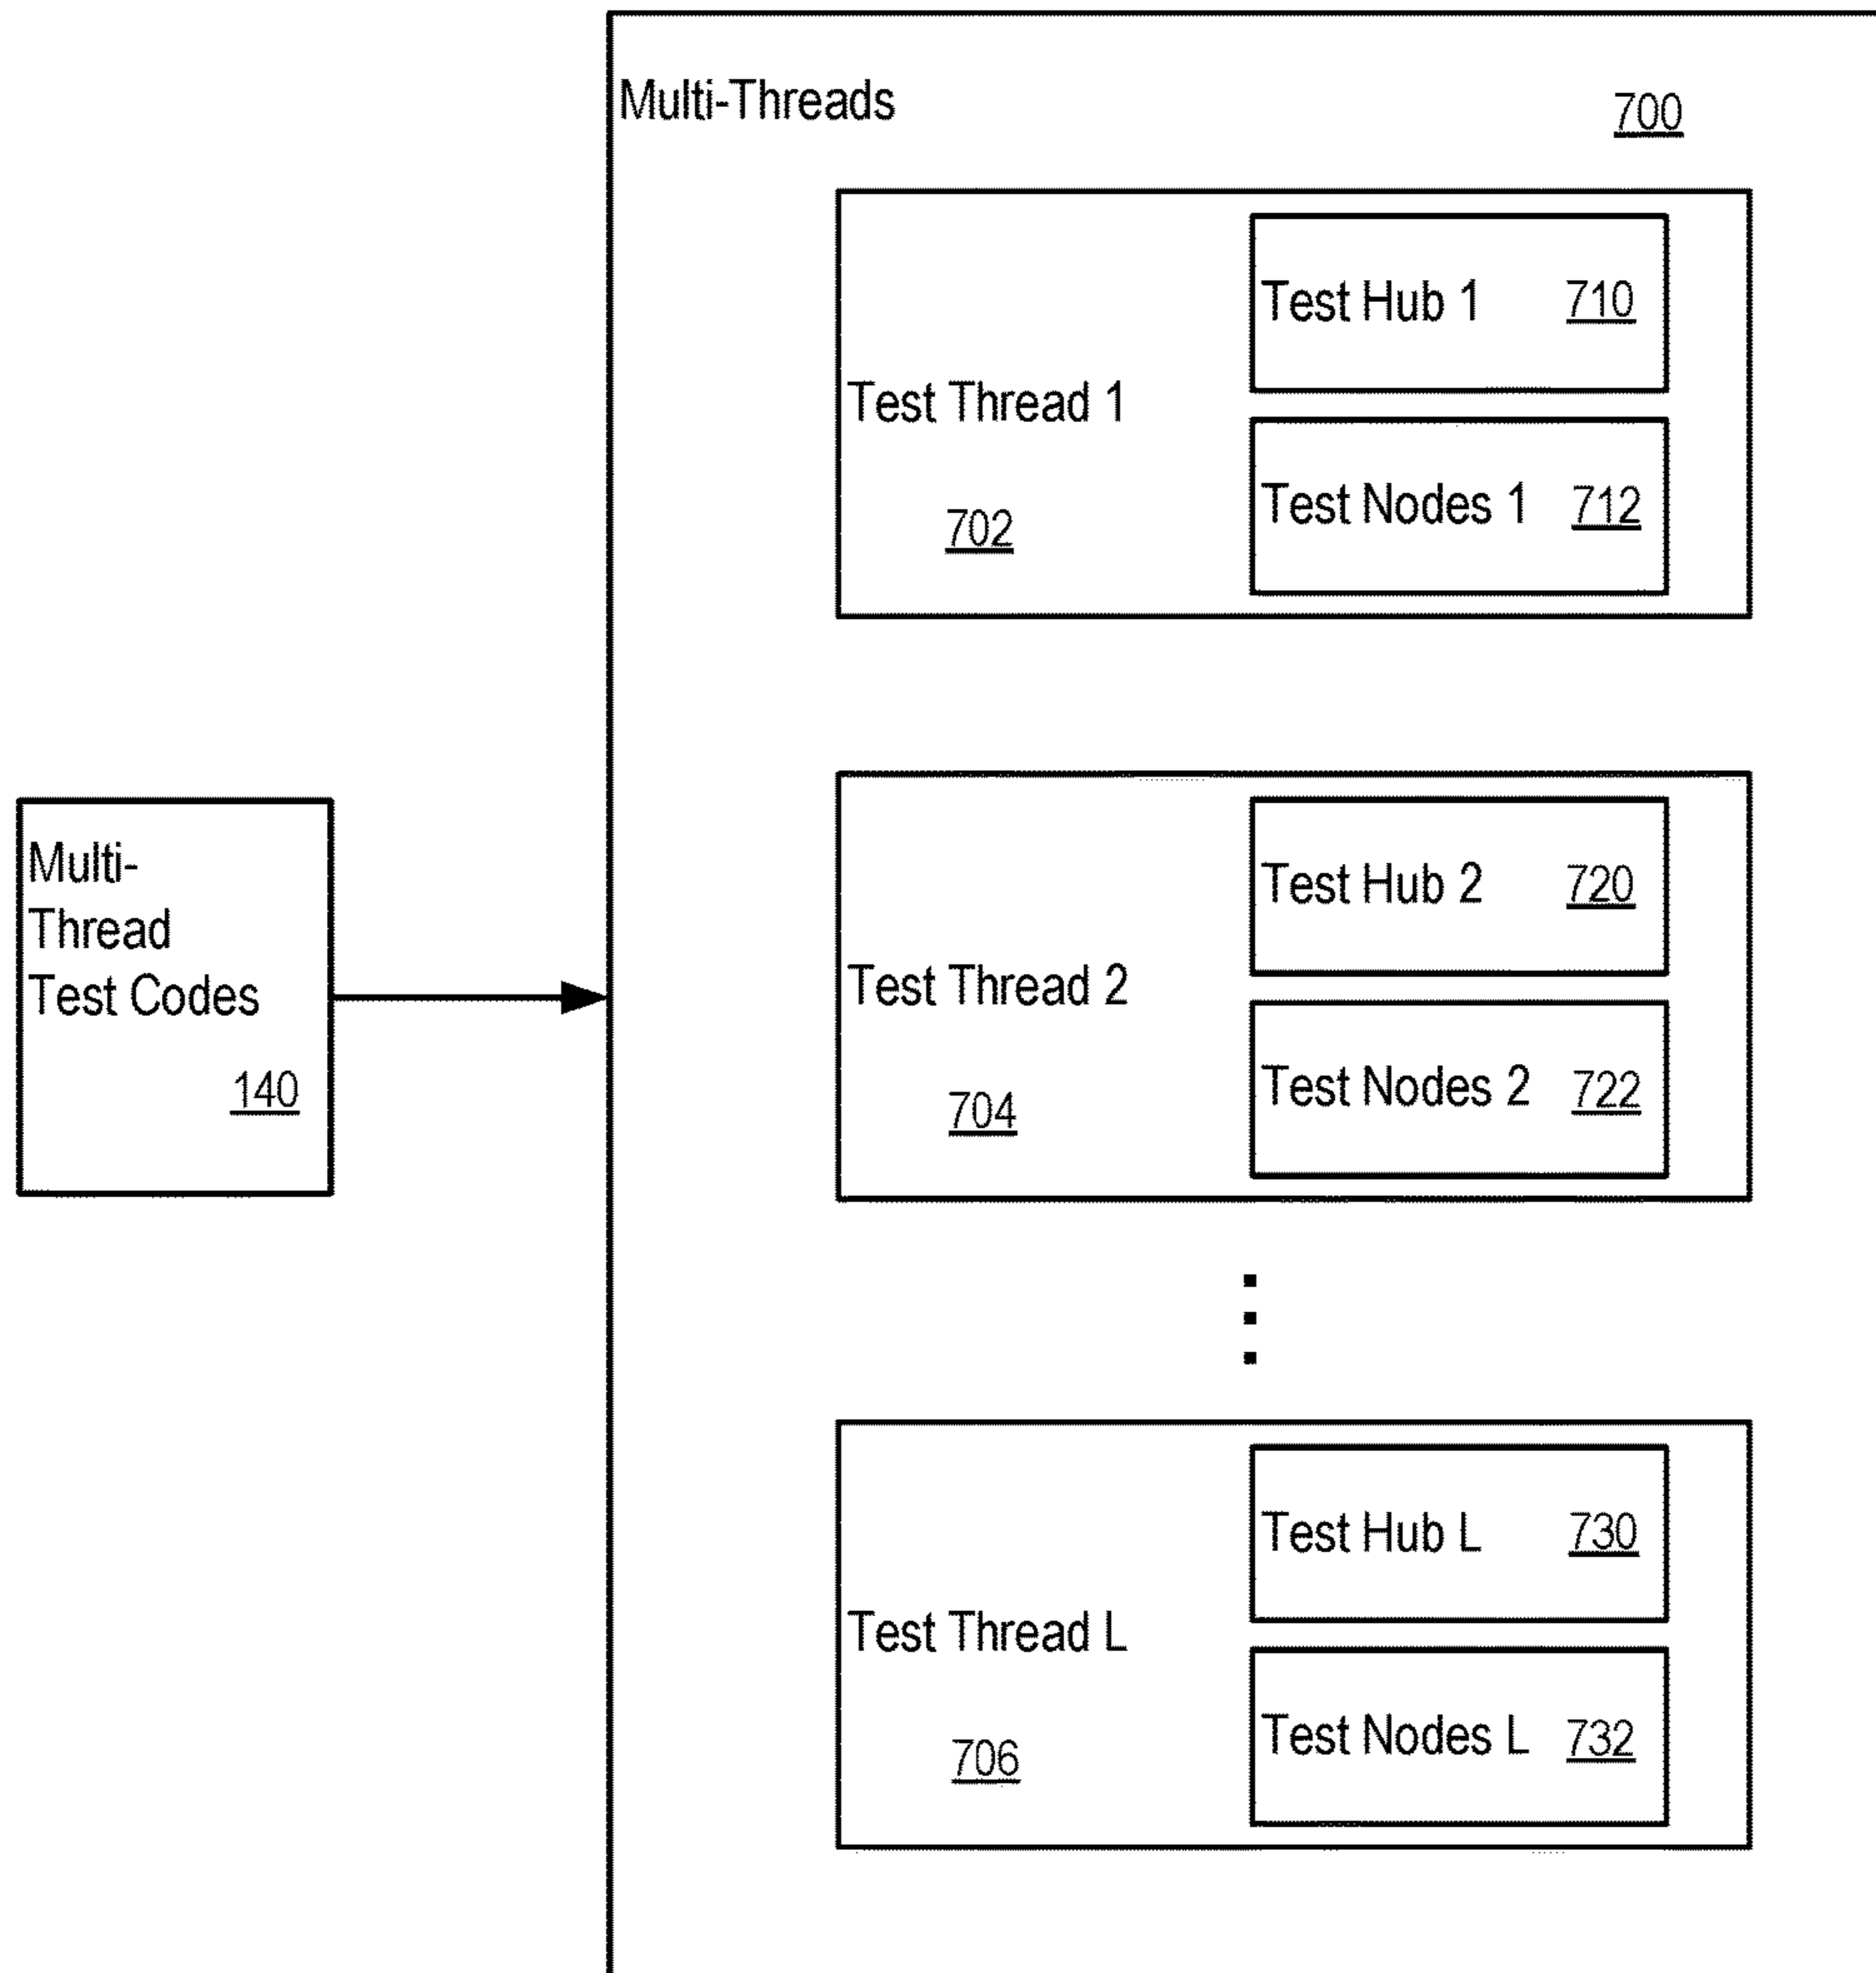 Multi-Threads 700
Test Hub 1 710
Test Thread 1
Test Nodes 1 712
702
Multi-
Thread
Test Codes
140
Test Hub 2 720
Test Thread 2
Test Nodes 2 722
704
Test Hub L 730
Test Thread L
Test Nodes L 732
706